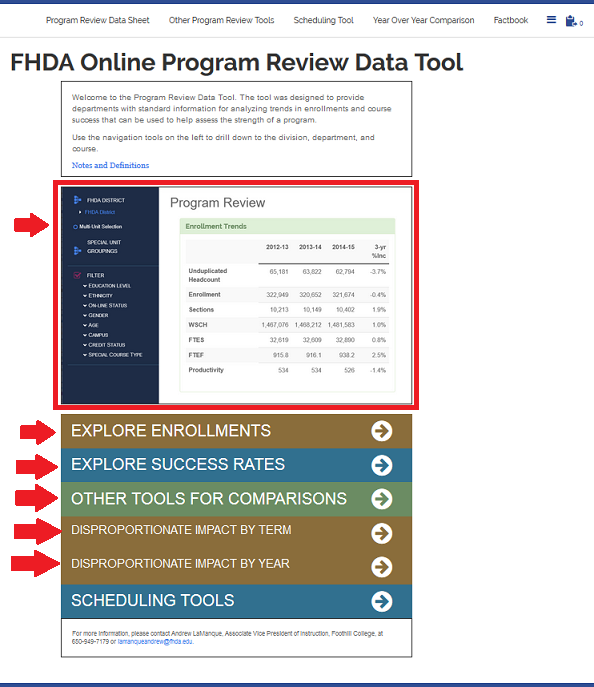 Program Review Data Sheet Other Program Review Tools Scheduling Tool Year Over Year Comparison Factbook 0
FHDA Online Program Review Data Tool
Welcome to the Program Review Data Tool. The tool was designed to provide
departments with standard information for analyzing trends in enrollments and course
success that can be used to help assess the strength of a program.
Use the navigation tools on the left to drill down to the division, department, and
course.
Notes and Definitions
FHDA DISTRICT
FHDA District
Multi Unit Selection
SPECIAL UNIT
GROUPINGS
FILTER
EDUCATION LEVEL
ETHNICITY
ON-LINE STATUS
GENDER
AGE
CAMPUS
CREDIT STATUS
SPECIAL COURSE TYPE
Program Review
Enrollment Trends
2012-13 2013-14 2014-15 3-yr
%Inc
Unduplicated
Headcount 65,181 63,822 62,794 -3.7%
Enrollment 322,949 320,652 321,674 -0.4%
Sections 10,213 10,149 10,402 1.9%
WSCH 1,467,076 1,468,212 1,481,583 1.0%
FTES 32,619 32,609 32,890 0.8%
FTEF 915.8 916.1 938.2 2.5%
Productivity 534 534 526 -1.4%
EXPLORE ENROLLMENTS
EXPLORE SUCCESS RATES
OTHER TOOLS FOR COMPARISONS
DISPROPORTIONATE IMPACT BY TERM
DISPROPORTIONATE IMPACT BY YEAR
SCHEDULING TOOLS
For more information, please contact Andrew LaManque, Associate Vice President of Instruction, Foothill College, at
650-949-7179 or lamanqueandrew@fhda.edu.